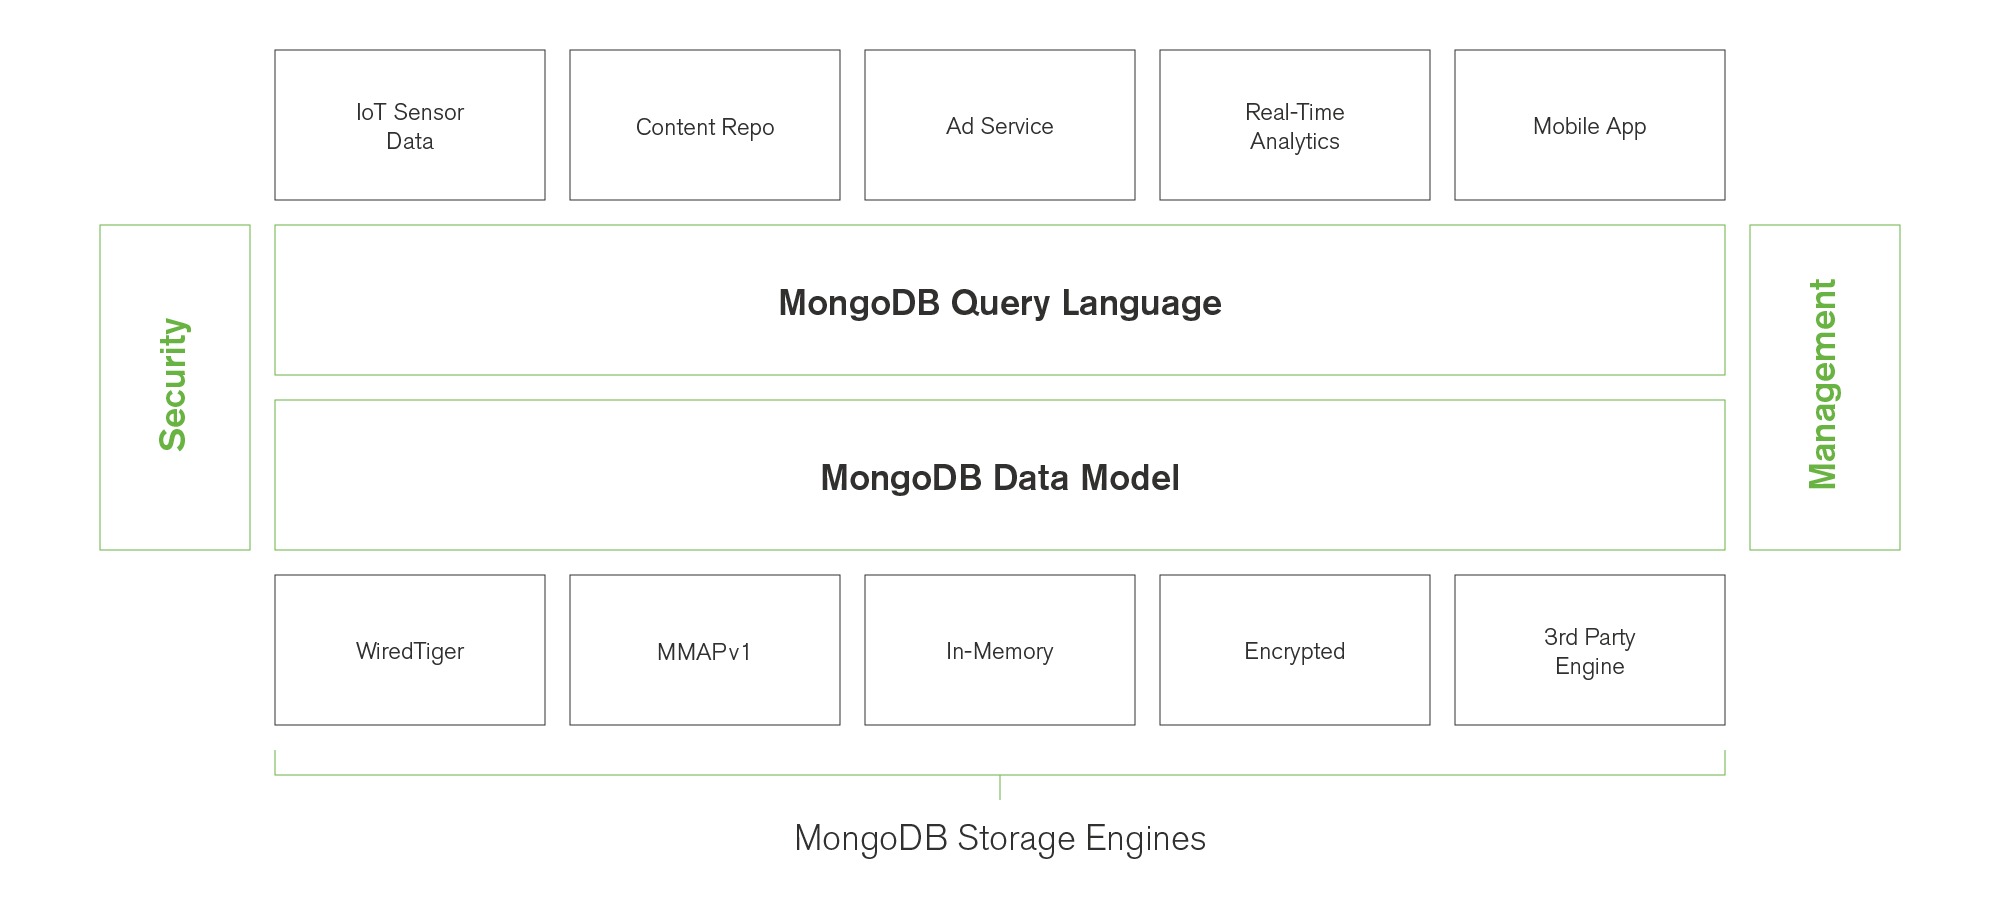 IoT Sensor
Data
Content Repo
Ad Service
Real-Time
Analytics
Mobile App
Security
MongoDB Query Language
MongoDB Data Model
Management
WiredTiger
MMAPv1
In-Memory
Encrypted
3rd Party
Engine
MongoDB Storage Engines